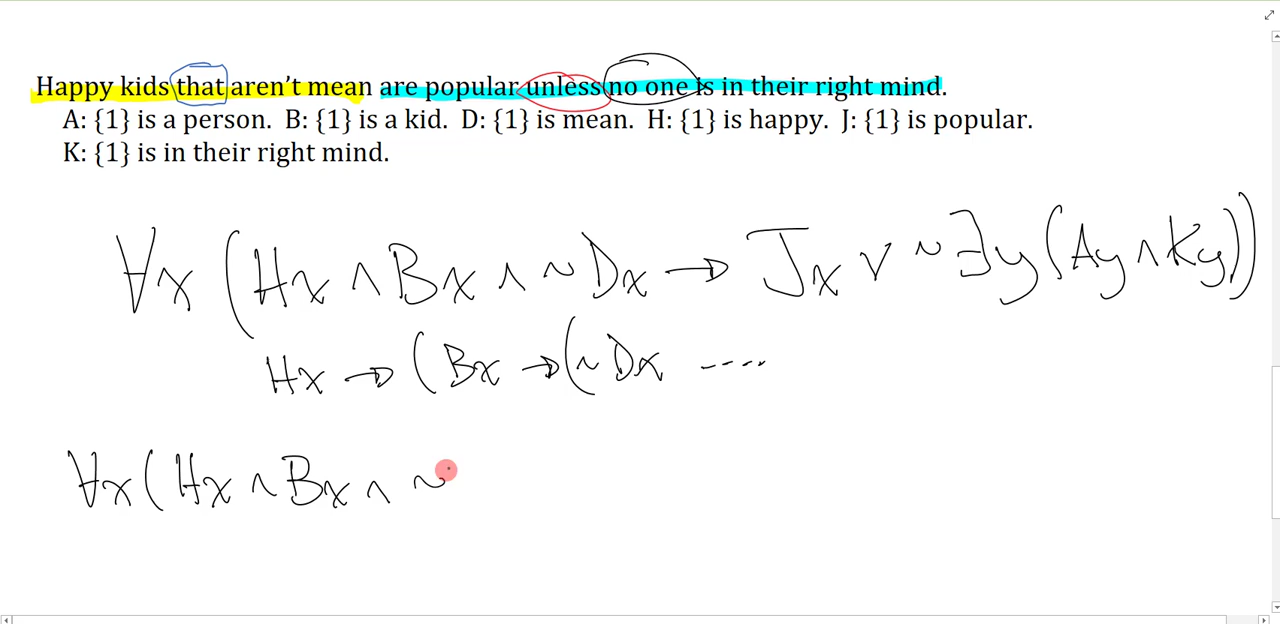 Happy kids that aren't mean are popular unless no one is in their right mind.
A: {1} is a person. B: {1} is a kid. D: {1} is mean. H: {1} is happy. J: {1} is popular.
K: {1} is in their right mind.
∀x (Hx ∧ Bx ∧ ~Dx → Jx ∨ ~∃y(Ay ∧ Ky))
Hx → (Bx → (~Dx ....
∀x(Hx ∧ Bx ∧ ~